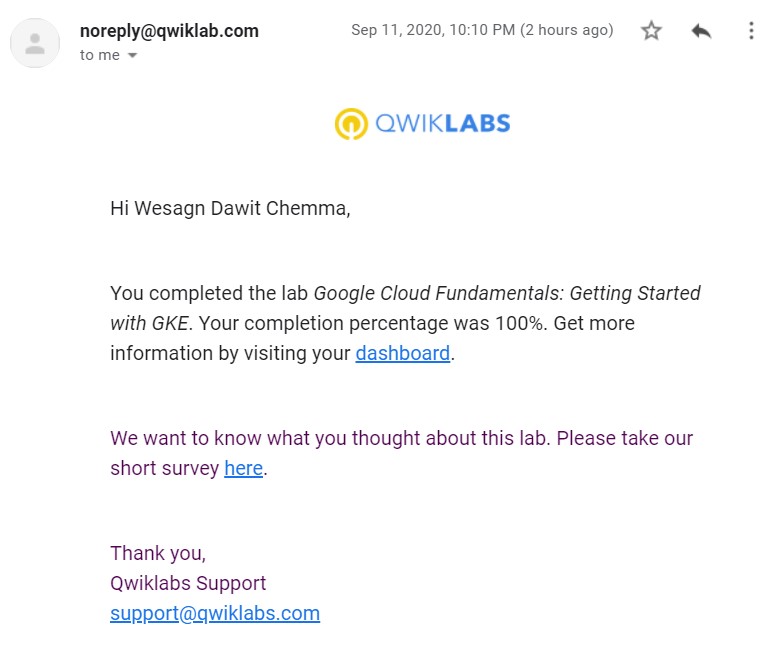 noreply@qwiklab.com
Sep 11, 2020, 10:10 PM (2 hours ago)
to me
QWIKLABS
Hi Wesagn Dawit Chemma,
You completed the lab Google Cloud Fundamentals: Getting Started
with GKE. Your completion percentage was 100%. Get more
information by visiting your dashboard.
We want to know what you thought about this lab. Please take our
short survey here.
Thank you,
Qwiklabs Support
support@qwiklabs.com